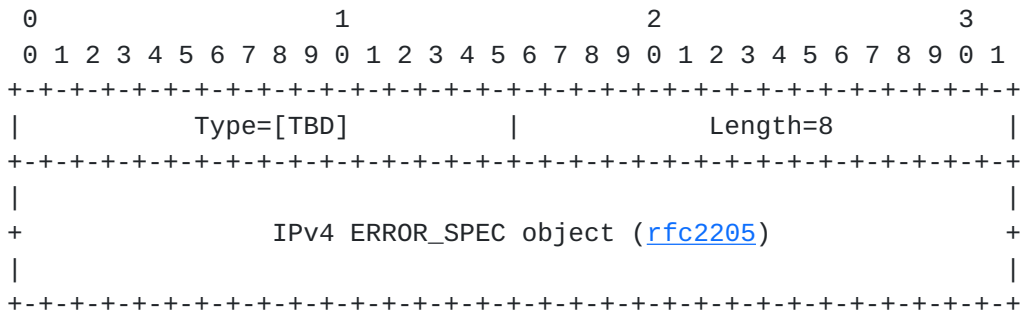 0                   1                   2                   3
 0 1 2 3 4 5 6 7 8 9 0 1 2 3 4 5 6 7 8 9 0 1 2 3 4 5 6 7 8 9 0 1
+-+-+-+-+-+-+-+-+-+-+-+-+-+-+-+-+-+-+-+-+-+-+-+-+-+-+-+-+-+-+-+-+
|           Type=[TBD]          |            Length=8           |
+-+-+-+-+-+-+-+-+-+-+-+-+-+-+-+-+-+-+-+-+-+-+-+-+-+-+-+-+-+-+-+-+
|                                                               |
+                IPv4 ERROR_SPEC object (rfc2205)               +
|                                                               |
+-+-+-+-+-+-+-+-+-+-+-+-+-+-+-+-+-+-+-+-+-+-+-+-+-+-+-+-+-+-+-+-+